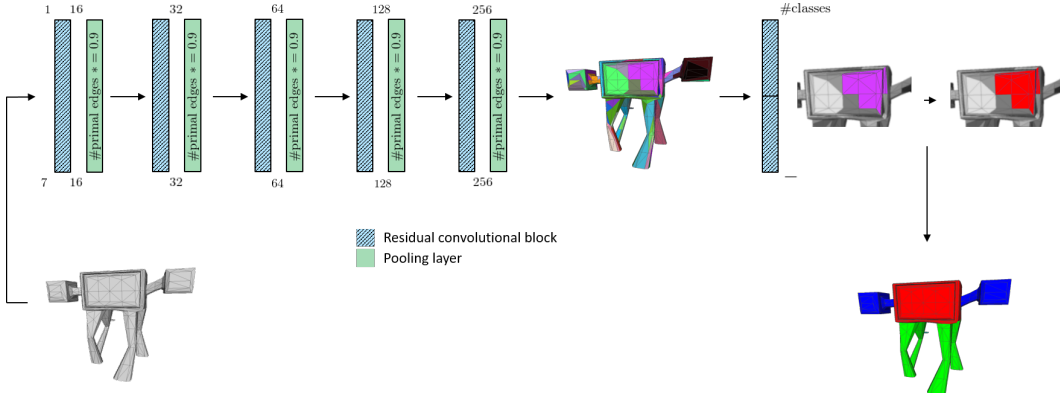 1 16 32 64 128 256 #classes
#primal edges * = 0.9
#primal edges * = 0.9
#primal edges * = 0.9
#primal edges * = 0.9
#primal edges * = 0.9
7 16 32 64 128 256 —
Residual convolutional block
Pooling layer